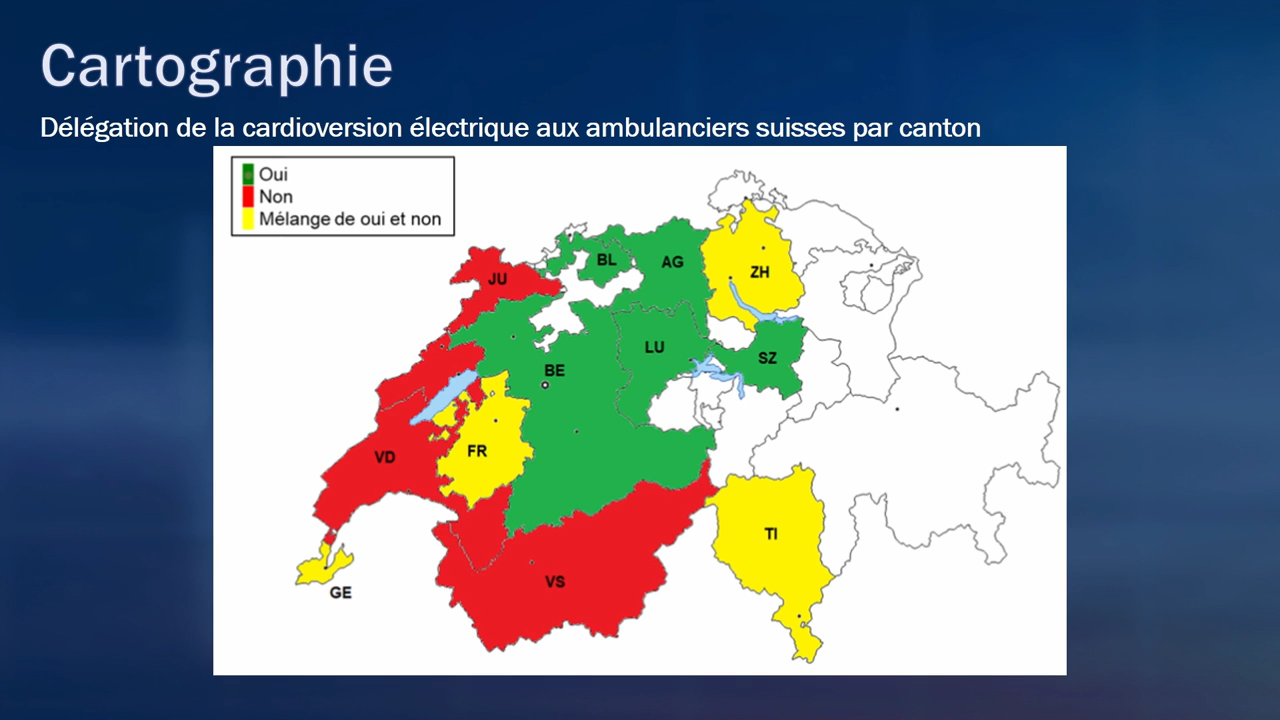 Cartographie
Délégation de la cardioversion électrique aux ambulanciers suisses par canton
Oui
Non
Mélange de oui et non
BL
AG
ZH
JU
LU
SZ
BE
FR
VD
TI
VS
GE